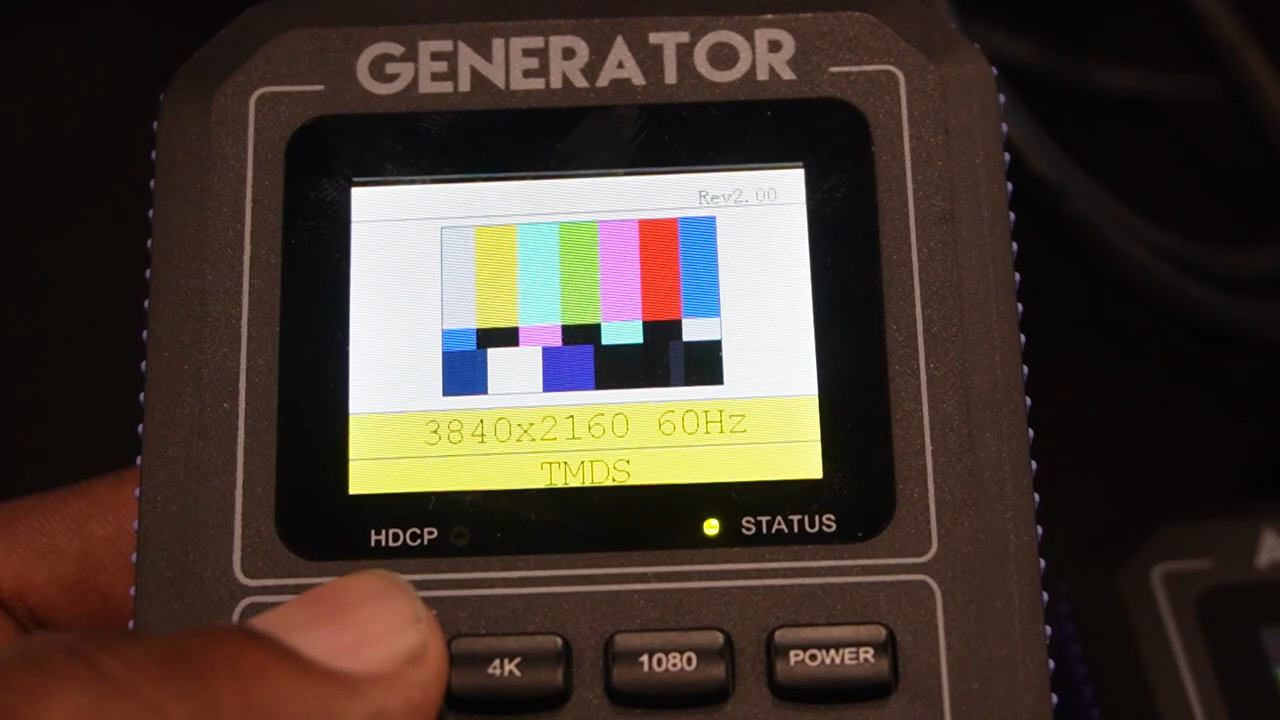 GENERATOR
Rev2.00
3840x2160 60Hz
TMDS
HDCP
STATUS
4K
1080
POWER